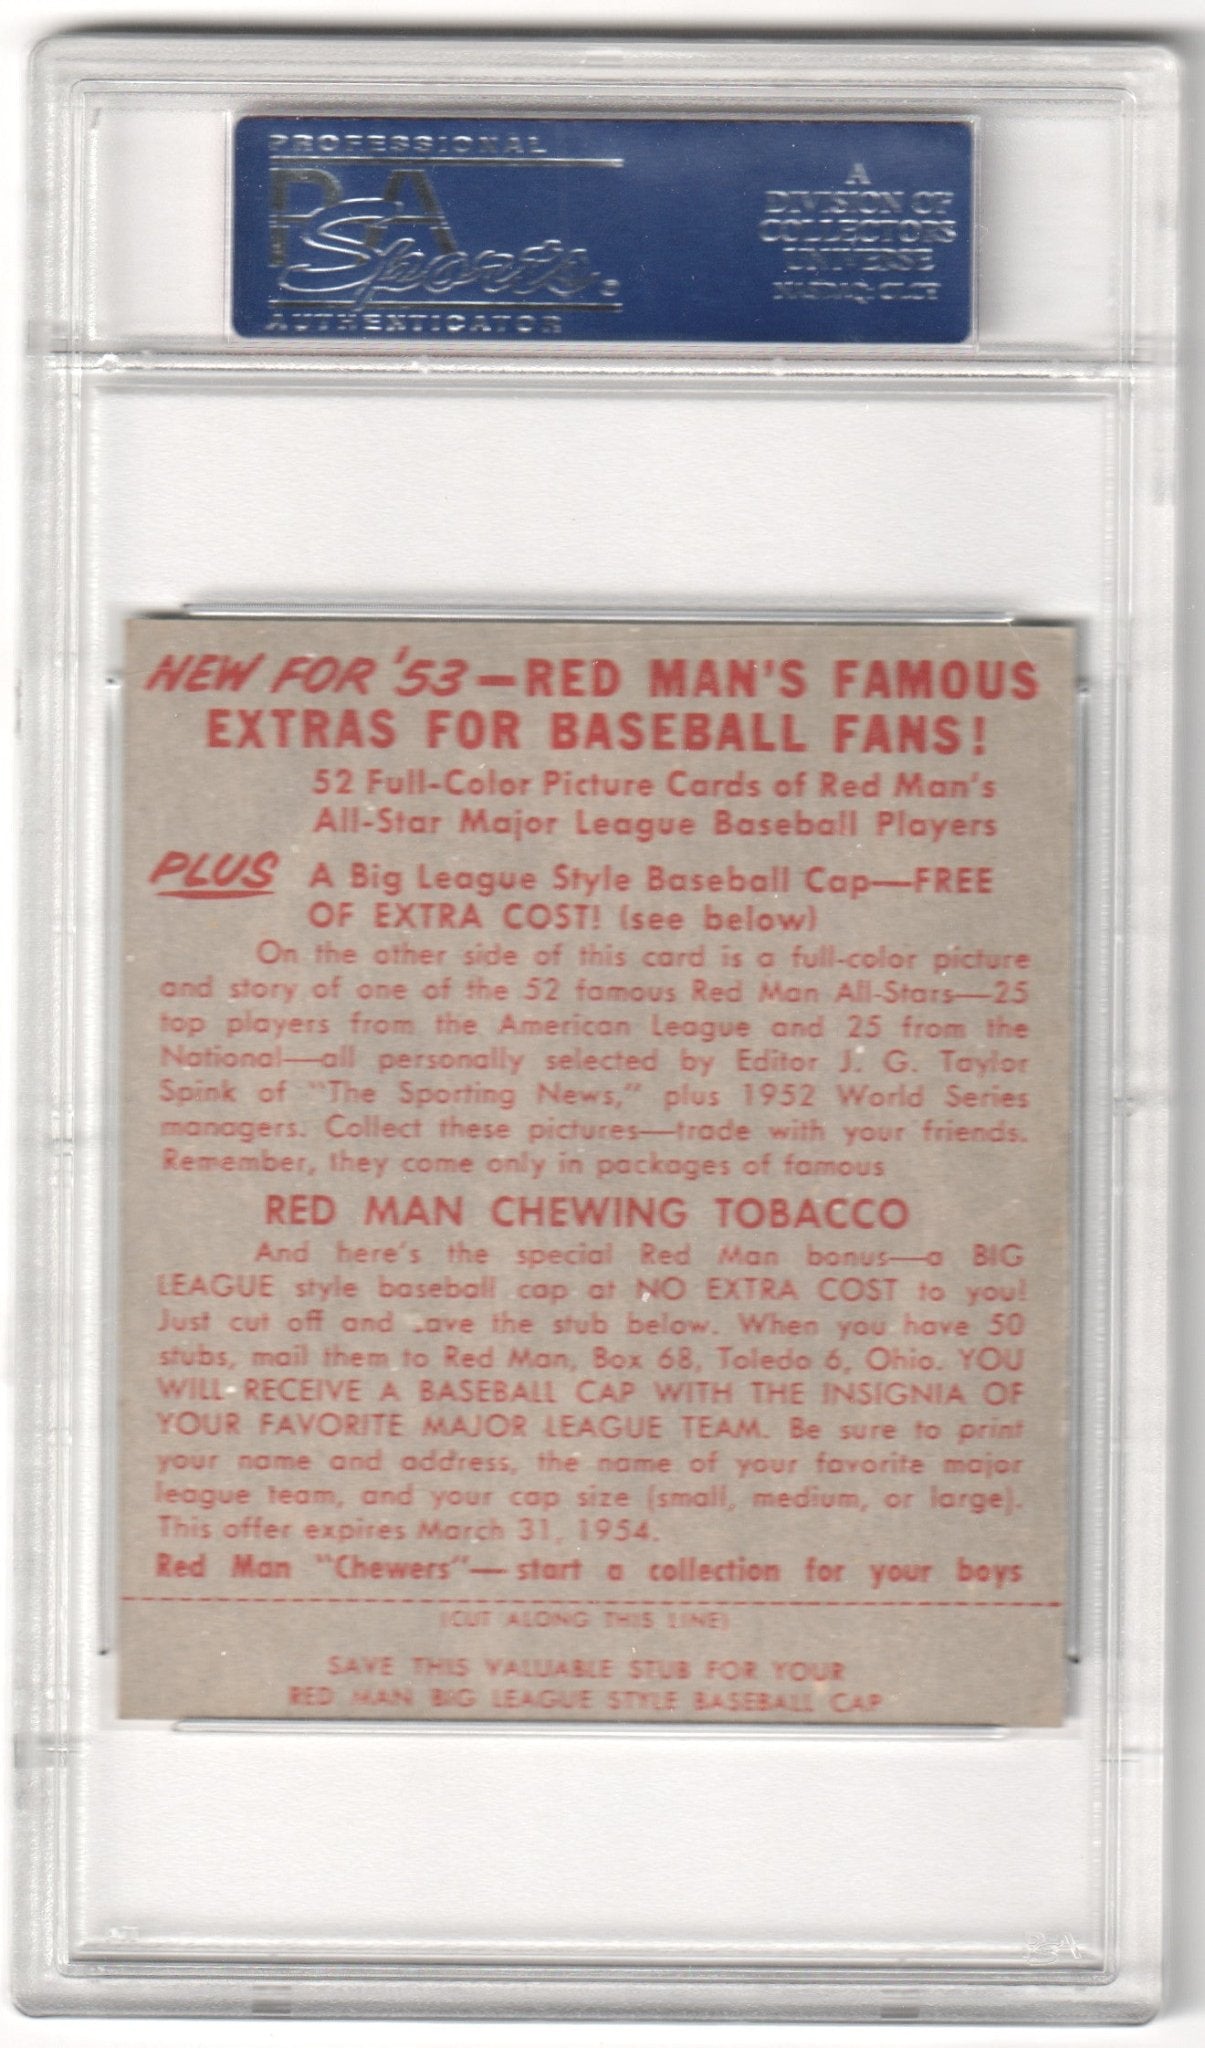 PROFESSIONAL
PSA
Sports
AUTHENTICATOR
A
DIVISION OF
COLLECTORS
UNIVERSE
NASDAQ: CLCT
NEW FOR '53—RED MAN'S FAMOUS
EXTRAS FOR BASEBALL FANS!
52 Full-Color Picture Cards of Red Man's
All-Star Major League Baseball Players
PLUS A Big League Style Baseball Cap—FREE
OF EXTRA COST! (see below)
On the other side of this card is a full-color picture
and story of one of the 52 famous Red Man All-Stars—25
top players from the American League and 25 from the
National—all personally selected by Editor J. G. Taylor
Spink of "The Sporting News," plus 1952 World Series
managers. Collect these pictures—trade with your friends.
Remember, they come only in packages of famous
RED MAN CHEWING TOBACCO
And here's the special Red Man bonus—a BIG
LEAGUE style baseball cap at NO EXTRA COST to you!
Just cut off and save the stub below. When you have 50
stubs, mail them to Red Man, Box 68, Toledo 6, Ohio. YOU
WILL RECEIVE A BASEBALL CAP WITH THE INSIGNIA OF
YOUR FAVORITE MAJOR LEAGUE TEAM. Be sure to print
your name and address, the name of your favorite major
league team, and your cap size (small, medium, or large).
This offer expires March 31, 1954.
Red Man "Chewers"—start a collection for your boys
(CUT ALONG THIS LINE)
SAVE THIS VALUABLE STUB FOR YOUR
RED MAN BIG LEAGUE STYLE BASEBALL CAP
PSA